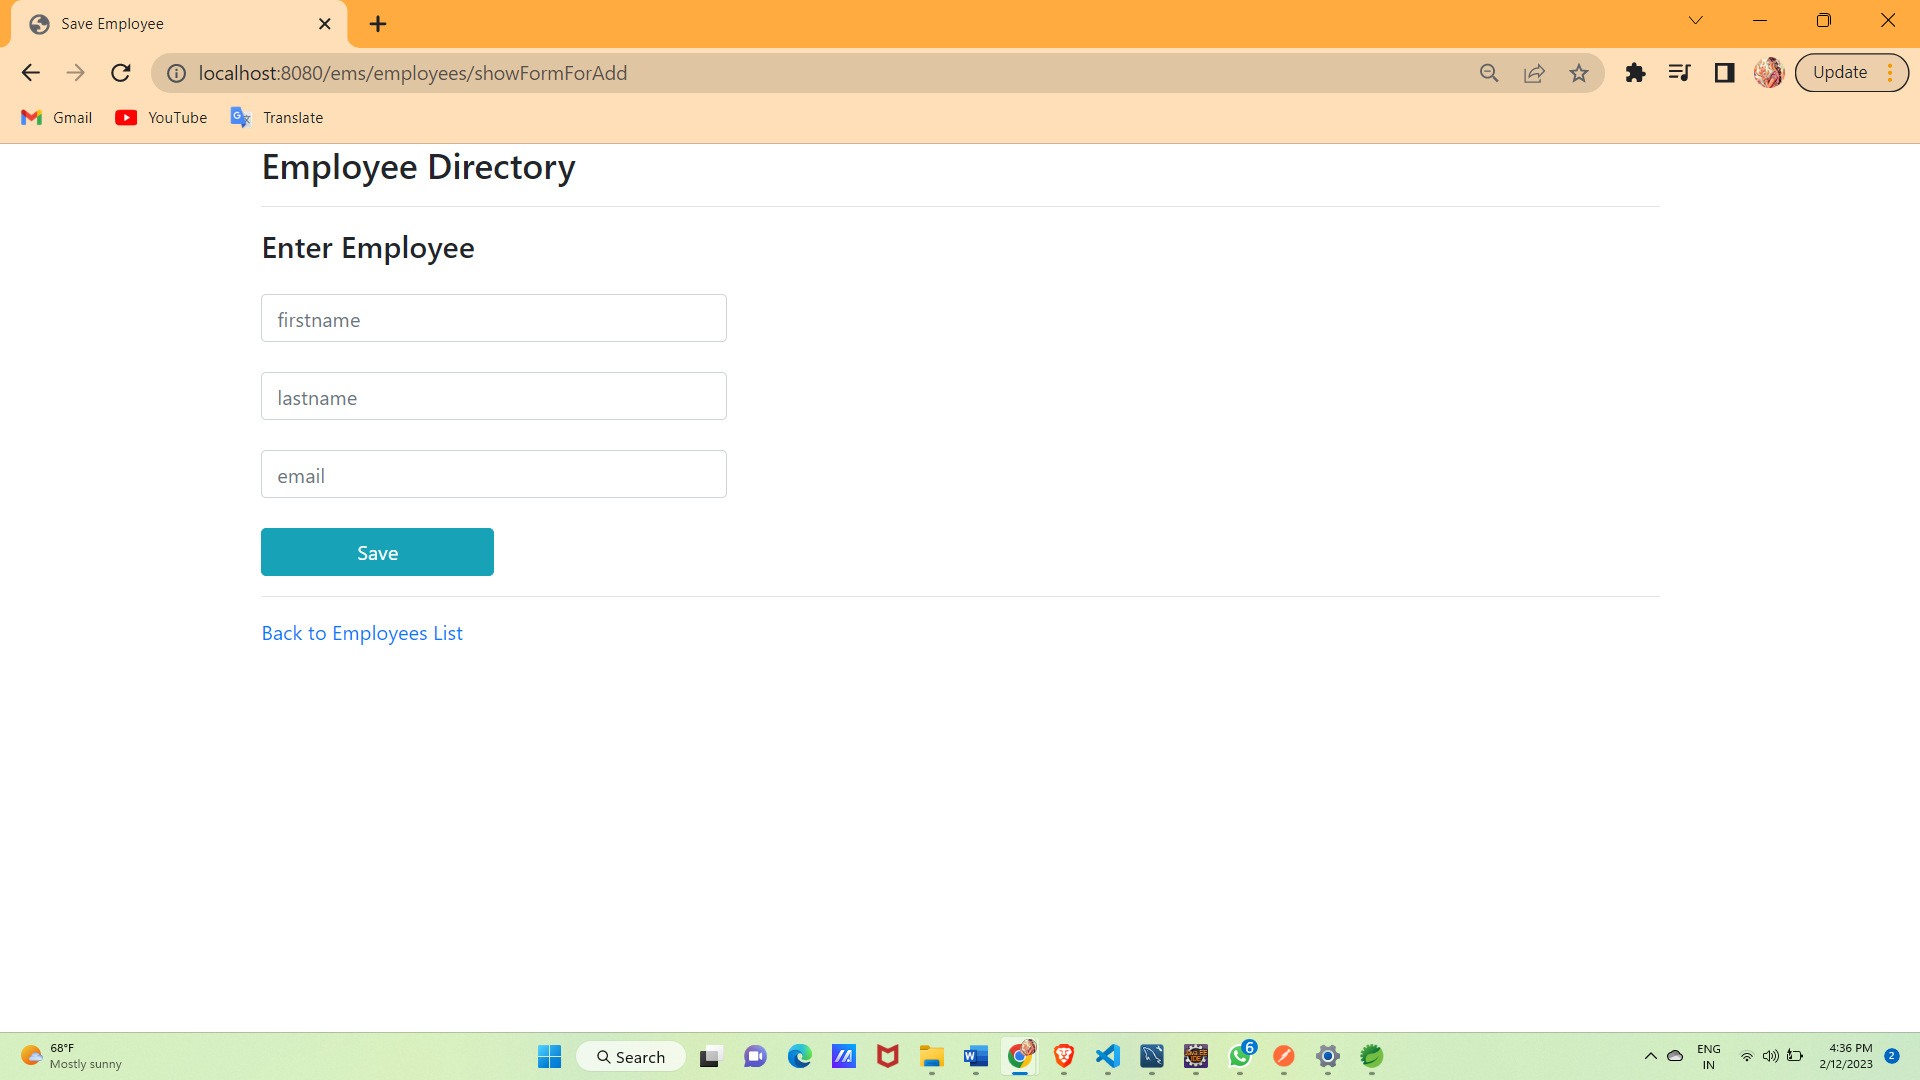 Save Employee
localhost:8080/ems/employees/showFormForAdd
Update
Gmail
YouTube
Translate
Employee Directory
Enter Employee
firstname
lastname
email
Save
Back to Employees List
68°F
Mostly sunny
Search
6
ENG
IN
4:36 PM
2/12/2023
2